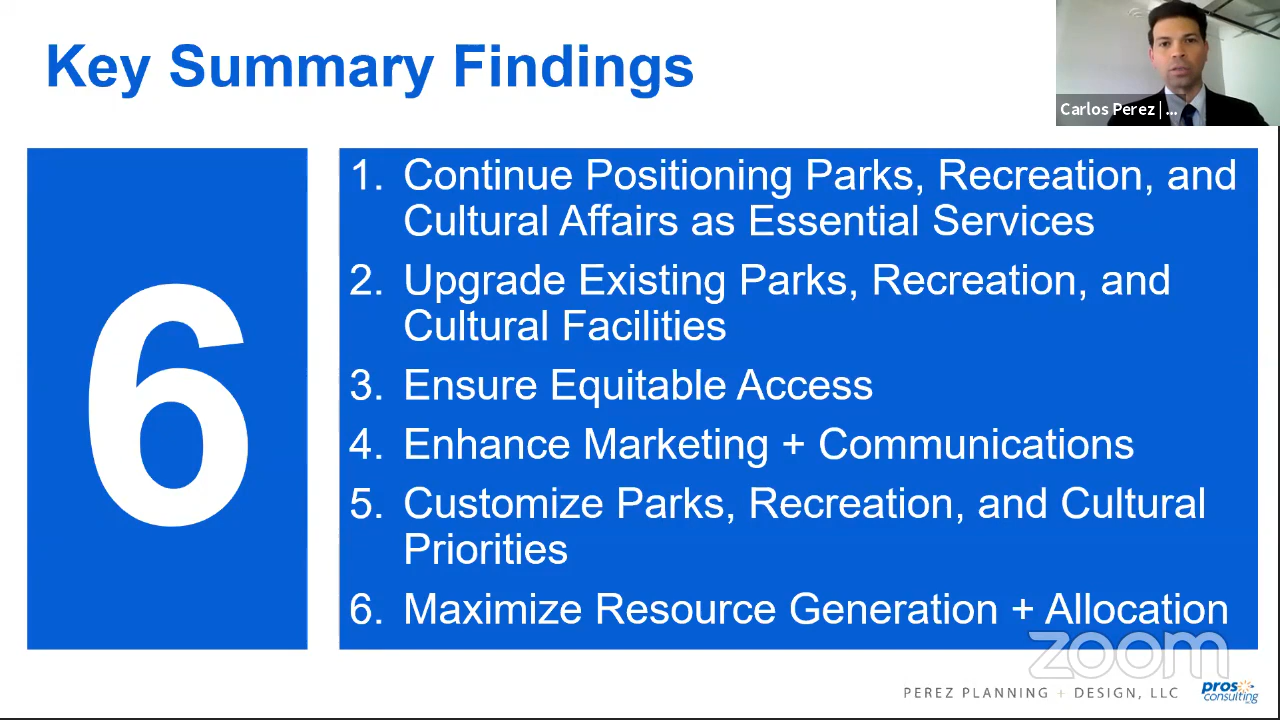 Key Summary Findings
Carlos Perez | ...
6
1. Continue Positioning Parks, Recreation, and
Cultural Affairs as Essential Services
2. Upgrade Existing Parks, Recreation, and
Cultural Facilities
3. Ensure Equitable Access
4. Enhance Marketing + Communications
5. Customize Parks, Recreation, and Cultural
Priorities
6. Maximize Resource Generation + Allocation
zoom
PEREZ PLANNING + DESIGN, LLC
pros
consulting